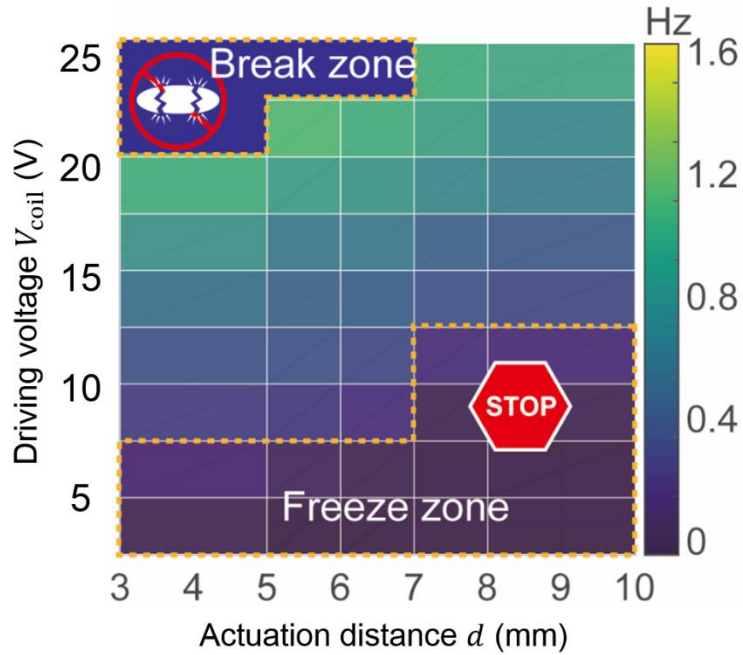 Hz
25
20
15
10
5
Driving voltage V_coil (V)
Break zone
STOP
Freeze zone
1.6
1.2
0.8
0.4
0
3 4 5 6 7 8 9 10
Actuation distance d (mm)